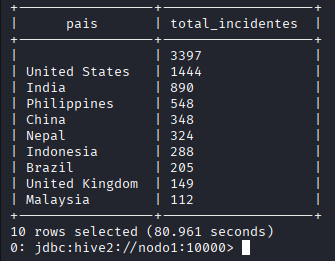 +-----------------+-------------------+
|      pais       | total_incidentes  |
+-----------------+-------------------+
|                 | 3397              |
| United States   | 1444              |
| India           | 890               |
| Philippines     | 548               |
| China           | 348               |
| Nepal           | 324               |
| Indonesia       | 288               |
| Brazil          | 205               |
| United Kingdom  | 149               |
| Malaysia        | 112               |
+-----------------+-------------------+
10 rows selected (80.961 seconds)
0: jdbc:hive2://nodo1:10000>